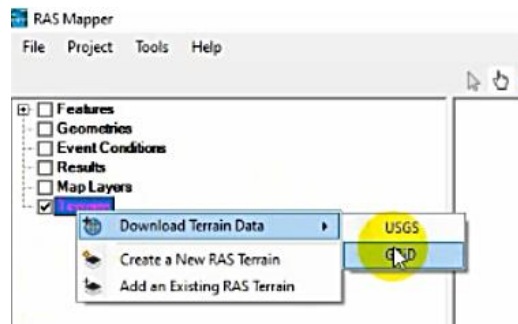 RAS Mapper
File Project Tools Help
Features
Geometries
Event Conditions
Results
Map Layers
Terrains
Download Terrain Data
USGS
Create a New RAS Terrain
Add an Existing RAS Terrain